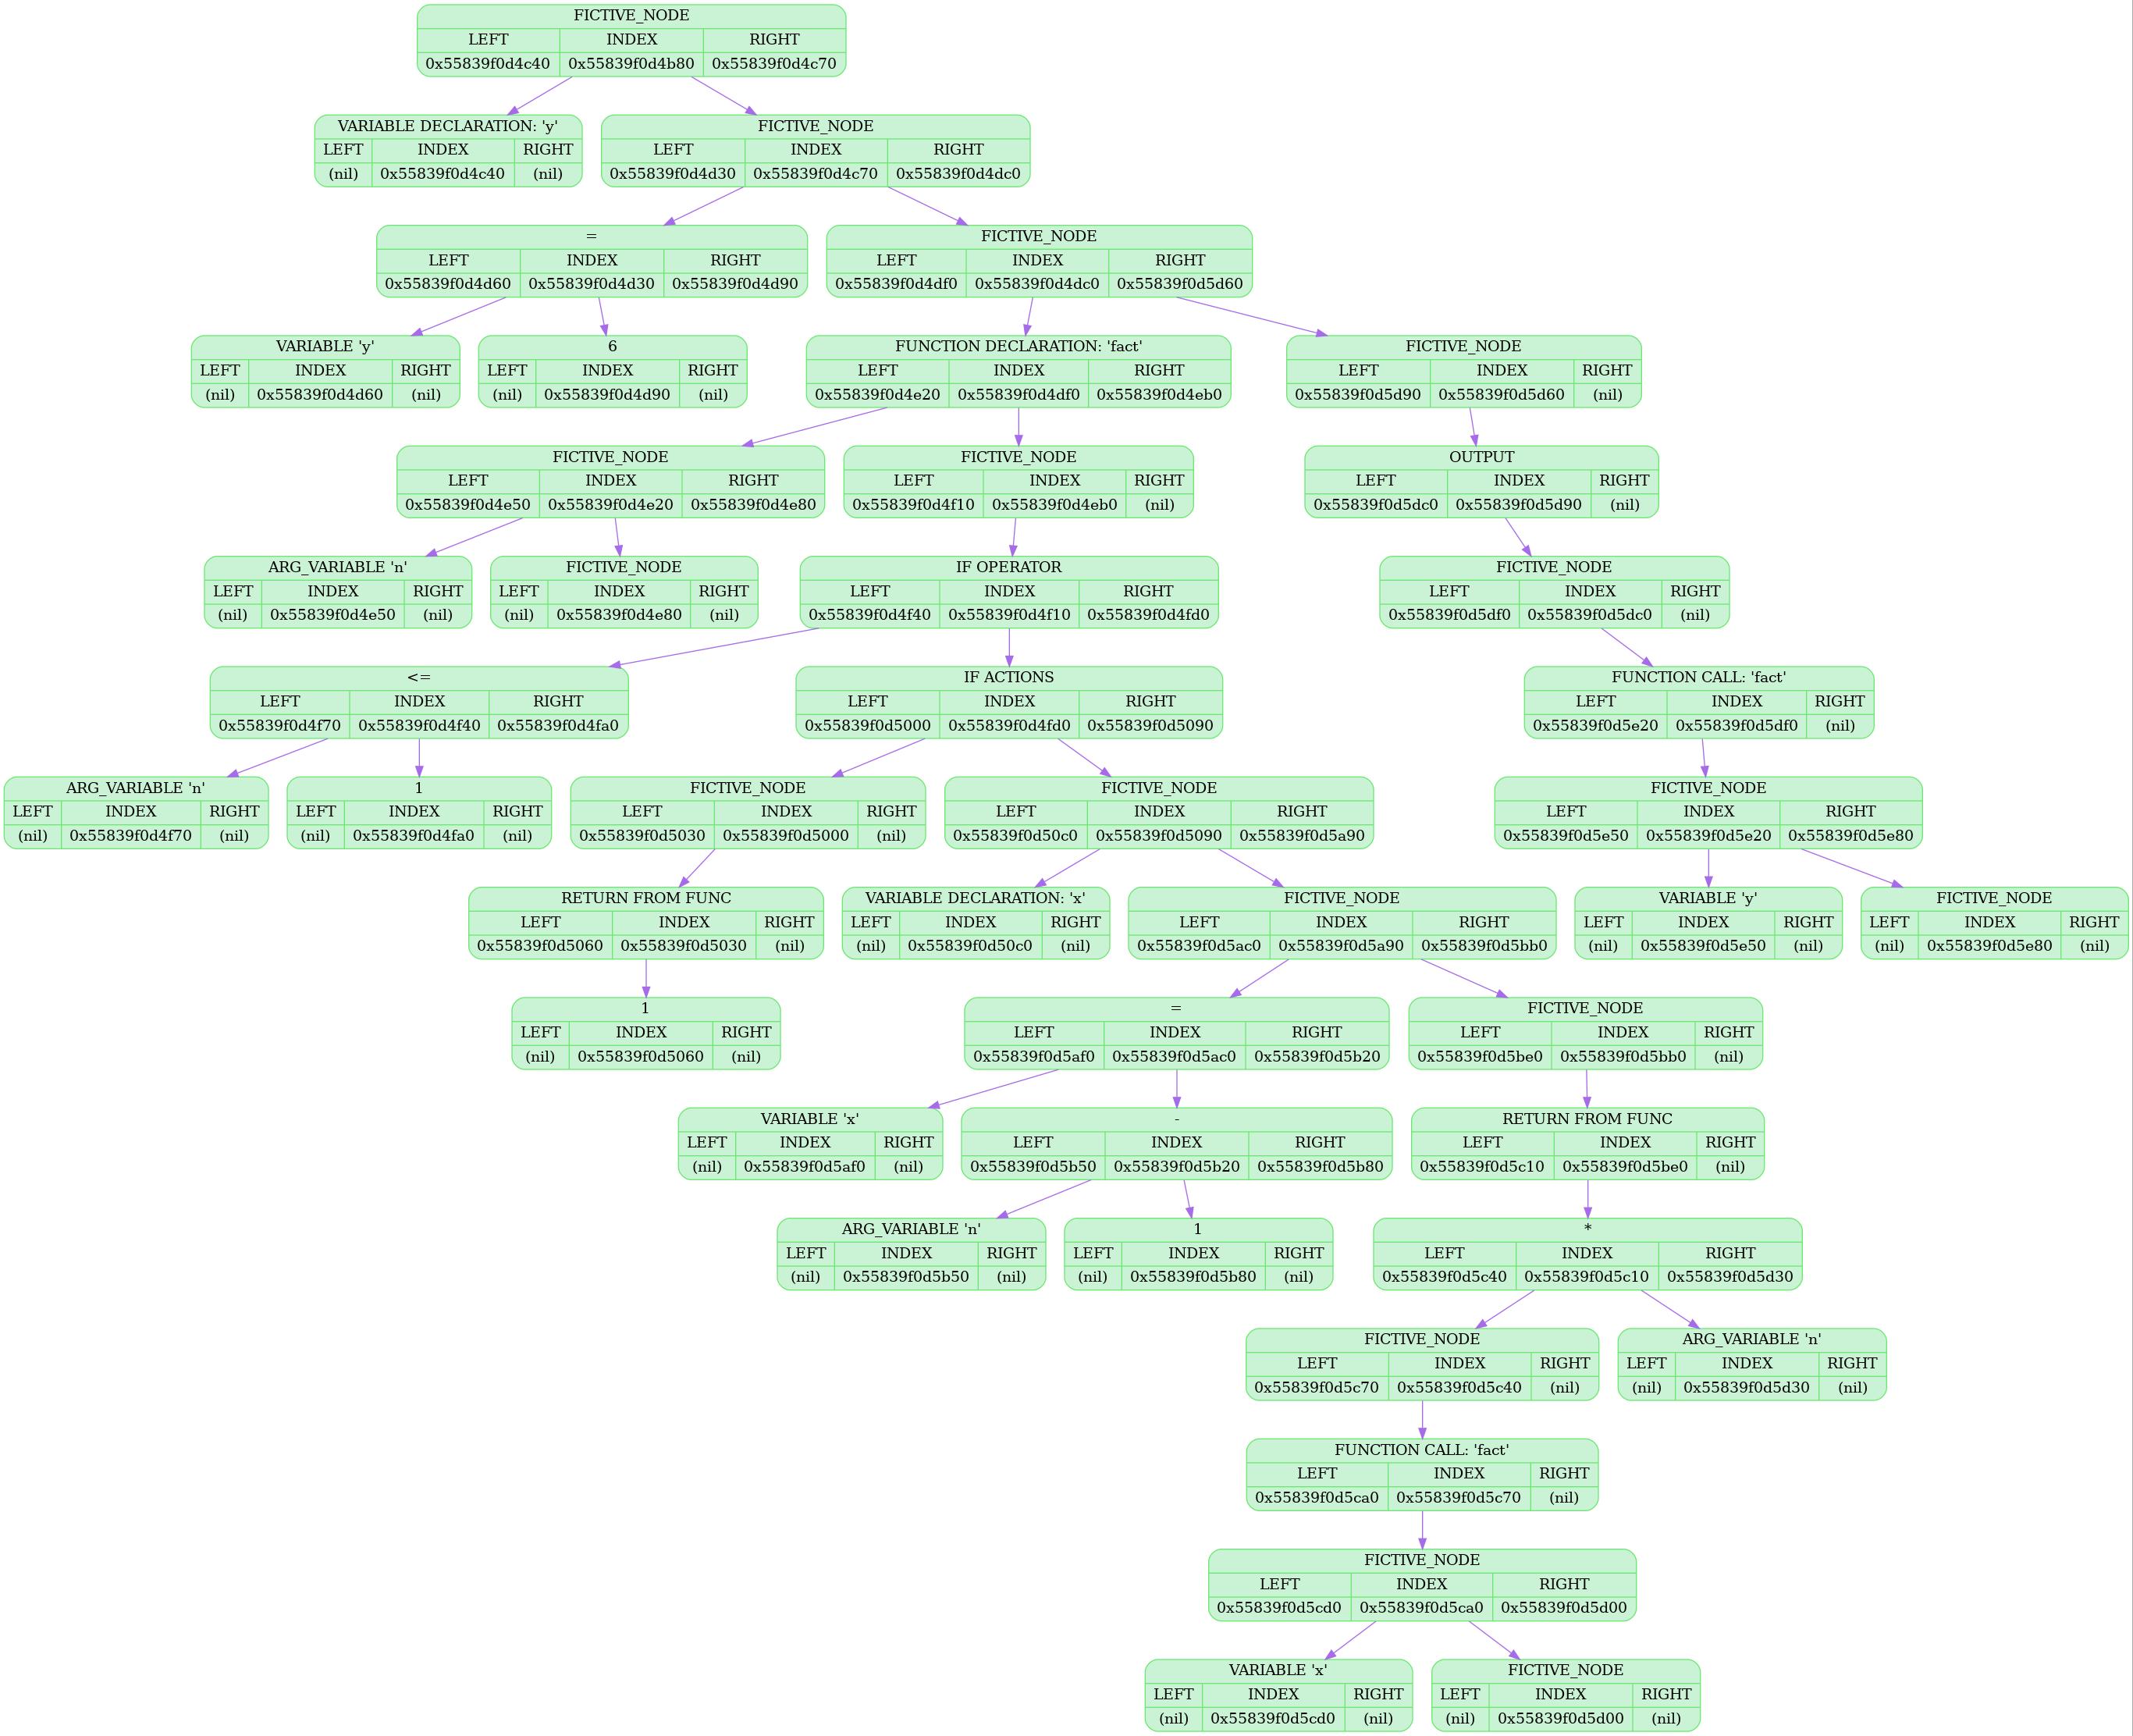 FICTIVE_NODE
LEFT INDEX RIGHT
0x55839f0d4c40 0x55839f0d4b80 0x55839f0d4c70
VARIABLE DECLARATION: 'y'
LEFT INDEX RIGHT
(nil) 0x55839f0d4c40 (nil)
FICTIVE_NODE
LEFT INDEX RIGHT
0x55839f0d4d30 0x55839f0d4c70 0x55839f0d4dc0
=
LEFT INDEX RIGHT
0x55839f0d4d60 0x55839f0d4d30 0x55839f0d4d90
FICTIVE_NODE
LEFT INDEX RIGHT
0x55839f0d4df0 0x55839f0d4dc0 0x55839f0d5d60
VARIABLE 'y'
LEFT INDEX RIGHT
(nil) 0x55839f0d4d60 (nil)
6
LEFT INDEX RIGHT
(nil) 0x55839f0d4d90 (nil)
FUNCTION DECLARATION: 'fact'
LEFT INDEX RIGHT
0x55839f0d4e20 0x55839f0d4df0 0x55839f0d4eb0
FICTIVE_NODE
LEFT INDEX RIGHT
0x55839f0d5d90 0x55839f0d5d60 (nil)
FICTIVE_NODE
LEFT INDEX RIGHT
0x55839f0d4e50 0x55839f0d4e20 0x55839f0d4e80
FICTIVE_NODE
LEFT INDEX RIGHT
0x55839f0d4f10 0x55839f0d4eb0 (nil)
OUTPUT
LEFT INDEX RIGHT
0x55839f0d5dc0 0x55839f0d5d90 (nil)
ARG_VARIABLE 'n'
LEFT INDEX RIGHT
(nil) 0x55839f0d4e50 (nil)
FICTIVE_NODE
LEFT INDEX RIGHT
(nil) 0x55839f0d4e80 (nil)
IF OPERATOR
LEFT INDEX RIGHT
0x55839f0d4f40 0x55839f0d4f10 0x55839f0d4fd0
FICTIVE_NODE
LEFT INDEX RIGHT
0x55839f0d5df0 0x55839f0d5dc0 (nil)
<=
LEFT INDEX RIGHT
0x55839f0d4f70 0x55839f0d4f40 0x55839f0d4fa0
IF ACTIONS
LEFT INDEX RIGHT
0x55839f0d5000 0x55839f0d4fd0 0x55839f0d5090
FUNCTION CALL: 'fact'
LEFT INDEX RIGHT
0x55839f0d5e20 0x55839f0d5df0 (nil)
ARG_VARIABLE 'n'
LEFT INDEX RIGHT
(nil) 0x55839f0d4f70 (nil)
1
LEFT INDEX RIGHT
(nil) 0x55839f0d4fa0 (nil)
FICTIVE_NODE
LEFT INDEX RIGHT
0x55839f0d5030 0x55839f0d5000 (nil)
FICTIVE_NODE
LEFT INDEX RIGHT
0x55839f0d50c0 0x55839f0d5090 0x55839f0d5a90
FICTIVE_NODE
LEFT INDEX RIGHT
0x55839f0d5e50 0x55839f0d5e20 0x55839f0d5e80
RETURN FROM FUNC
LEFT INDEX RIGHT
0x55839f0d5060 0x55839f0d5030 (nil)
VARIABLE DECLARATION: 'x'
LEFT INDEX RIGHT
(nil) 0x55839f0d50c0 (nil)
FICTIVE_NODE
LEFT INDEX RIGHT
0x55839f0d5ac0 0x55839f0d5a90 0x55839f0d5bb0
VARIABLE 'y'
LEFT INDEX RIGHT
(nil) 0x55839f0d5e50 (nil)
FICTIVE_NODE
LEFT INDEX RIGHT
(nil) 0x55839f0d5e80 (nil)
1
LEFT INDEX RIGHT
(nil) 0x55839f0d5060 (nil)
=
LEFT INDEX RIGHT
0x55839f0d5af0 0x55839f0d5ac0 0x55839f0d5b20
FICTIVE_NODE
LEFT INDEX RIGHT
0x55839f0d5be0 0x55839f0d5bb0 (nil)
VARIABLE 'x'
LEFT INDEX RIGHT
(nil) 0x55839f0d5af0 (nil)
-
LEFT INDEX RIGHT
0x55839f0d5b50 0x55839f0d5b20 0x55839f0d5b80
RETURN FROM FUNC
LEFT INDEX RIGHT
0x55839f0d5c10 0x55839f0d5be0 (nil)
ARG_VARIABLE 'n'
LEFT INDEX RIGHT
(nil) 0x55839f0d5b50 (nil)
1
LEFT INDEX RIGHT
(nil) 0x55839f0d5b80 (nil)
*
LEFT INDEX RIGHT
0x55839f0d5c40 0x55839f0d5c10 0x55839f0d5d30
FICTIVE_NODE
LEFT INDEX RIGHT
0x55839f0d5c70 0x55839f0d5c40 (nil)
ARG_VARIABLE 'n'
LEFT INDEX RIGHT
(nil) 0x55839f0d5d30 (nil)
FUNCTION CALL: 'fact'
LEFT INDEX RIGHT
0x55839f0d5ca0 0x55839f0d5c70 (nil)
FICTIVE_NODE
LEFT INDEX RIGHT
0x55839f0d5cd0 0x55839f0d5ca0 0x55839f0d5d00
VARIABLE 'x'
LEFT INDEX RIGHT
(nil) 0x55839f0d5cd0 (nil)
FICTIVE_NODE
LEFT INDEX RIGHT
(nil) 0x55839f0d5d00 (nil)